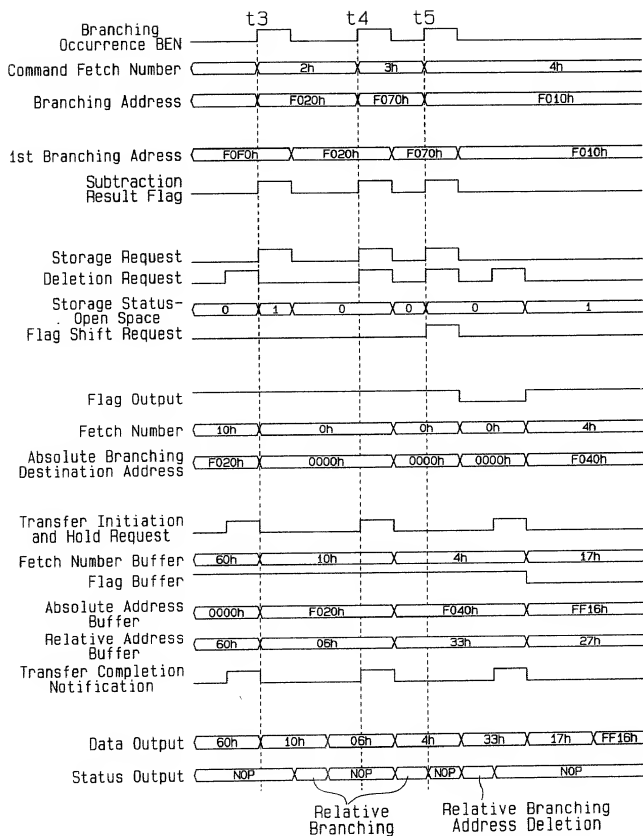 t3 t4 t5
Branching
Occurrence BEN
Command Fetch Number 2h 3h 4h
Branching Address F020h F070h F010h
1st Branching Adress F0F0h F020h F070h F010h
Subtraction
Result Flag
Storage Request
Deletion Request
Storage Status-
Open Space 0 1 0 0 0 1
Flag Shift Request
Flag Output
Fetch Number 10h 0h 0h 0h 4h
Absolute Branching
Destination Address F020h 0000h 0000h 0000h F040h
Transfer Initiation
and Hold Request
Fetch Number Buffer 60h 10h 4h 17h
Flag Buffer
Absolute Address
Buffer 0000h F020h F040h FF16h
Relative Address
Buffer 60h 06h 33h 27h
Transfer Completion
Notification
Data Output 60h 10h 06h 4h 33h 17h FF16h
Status Output NOP NOP NOP NOP
Relative
Branching
Relative Branching
Address Deletion